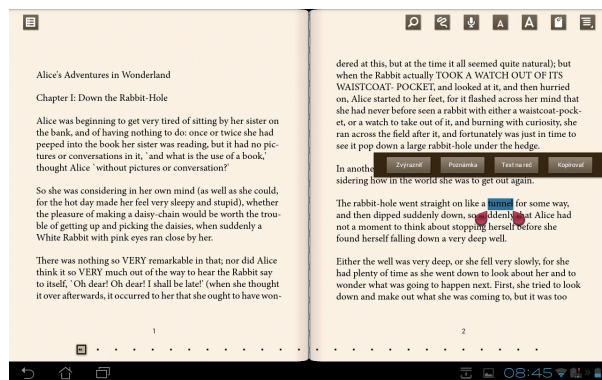 Alice's Adventures in Wonderland
Chapter I: Down the Rabbit-Hole
Alice was beginning to get very tired of sitting by her sister on
the bank, and of having nothing to do: once or twice she had
peeped into the book her sister was reading, but it had no pic-
tures or conversations in it, `and what is the use of a book,'
thought Alice `without pictures or conversation?'
So she was considering in her own mind (as well as she could,
for the hot day made her feel very sleepy and stupid), whether
the pleasure of making a daisy-chain would be worth the trou-
ble of getting up and picking the daisies, when suddenly a
White Rabbit with pink eyes ran close by her.
There was nothing so VERY remarkable in that; nor did Alice
think it so VERY much out of the way to hear the Rabbit say
to itself, `Oh dear! Oh dear! I shall be late!' (when she thought
it over afterwards, it occurred to her that she ought to have won-
1
A A
dered at this, but at the time it all seemed quite natural); but
when the Rabbit actually TOOK A WATCH OUT OF ITS
WAISTCOAT- POCKET, and looked at it, and then hurried
on, Alice started to her feet, for it flashed across her mind that
she had never before seen a rabbit with either a waistcoat-pock-
et, or a watch to take out of it, and burning with curiosity, she
ran across the field after it, and fortunately was just in time to
see it pop down a large rabbit-hole under the hedge.
In anothe
Zvýrazniť Poznámka Text na reč Kopírovať
sidering how in the world she was to get out again.
The rabbit-hole went straight on like a tunnel for some way,
and then dipped suddenly down, so suddenly that Alice had
not a moment to think about stopping herself before she
found herself falling down a very deep well.
Either the well was very deep, or she fell very slowly, for she
had plenty of time as she went down to look about her and to
wonder what was going to happen next. First, she tried to look
down and make out what she was coming to, but it was too
2
08:45